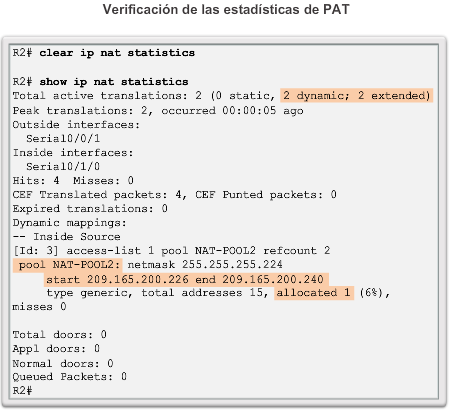 Verificación de las estadísticas de PAT
R2# clear ip nat statistics
R2# show ip nat statistics
Total active translations: 2 (0 static, 2 dynamic; 2 extended)
Peak translations: 2, occurred 00:00:05 ago
Outside interfaces:
Serial0/0/1
Inside interfaces:
Serial0/1/0
Hits: 4 Misses: 0
CEF Translated packets: 4, CEF Punted packets: 0
Expired translations: 0
Dynamic mappings:
-- Inside Source
[Id: 3] access-list 1 pool NAT-POOL2 refcount 2
pool NAT-POOL2: netmask 255.255.255.224
start 209.165.200.226 end 209.165.200.240
type generic, total addresses 15, allocated 1 (6%),
misses 0
Total doors: 0
Appl doors: 0
Normal doors: 0
Queued Packets: 0
R2#